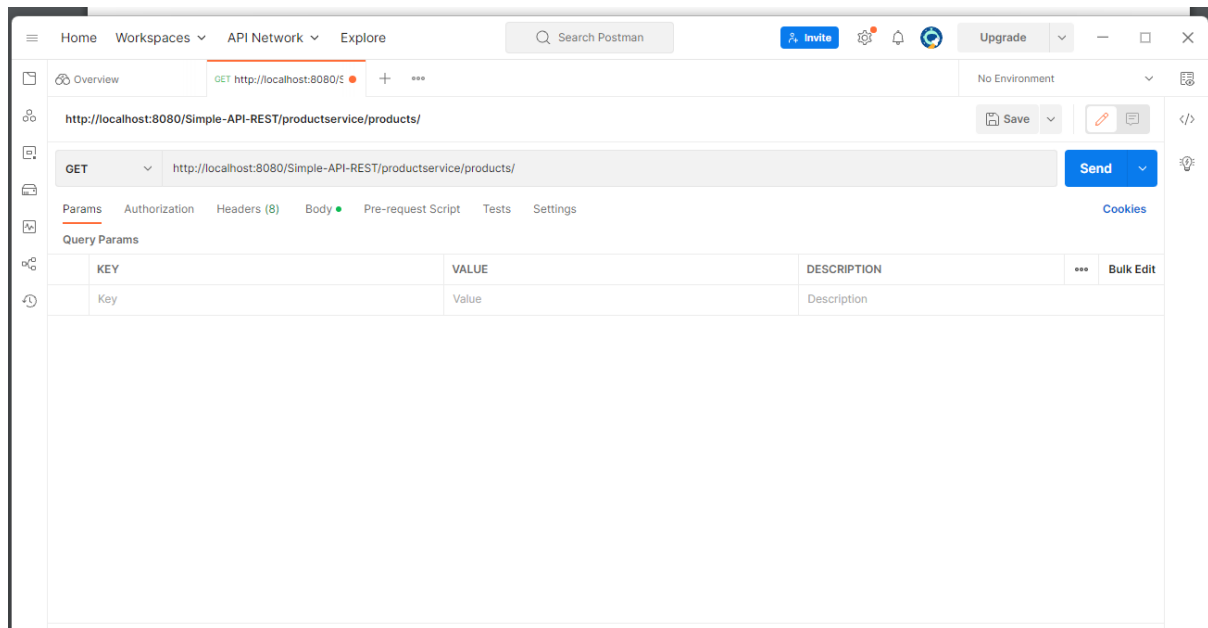 Home Workspaces API Network Explore Search Postman Invite Upgrade
Overview GET http://localhost:8080/S No Environment
http://localhost:8080/Simple-API-REST/productservice/products/ Save
GET http://localhost:8080/Simple-API-REST/productservice/products/ Send
Params Authorization Headers (8) Body Pre-request Script Tests Settings Cookies
Query Params
KEY VALUE DESCRIPTION Bulk Edit
Key Value Description